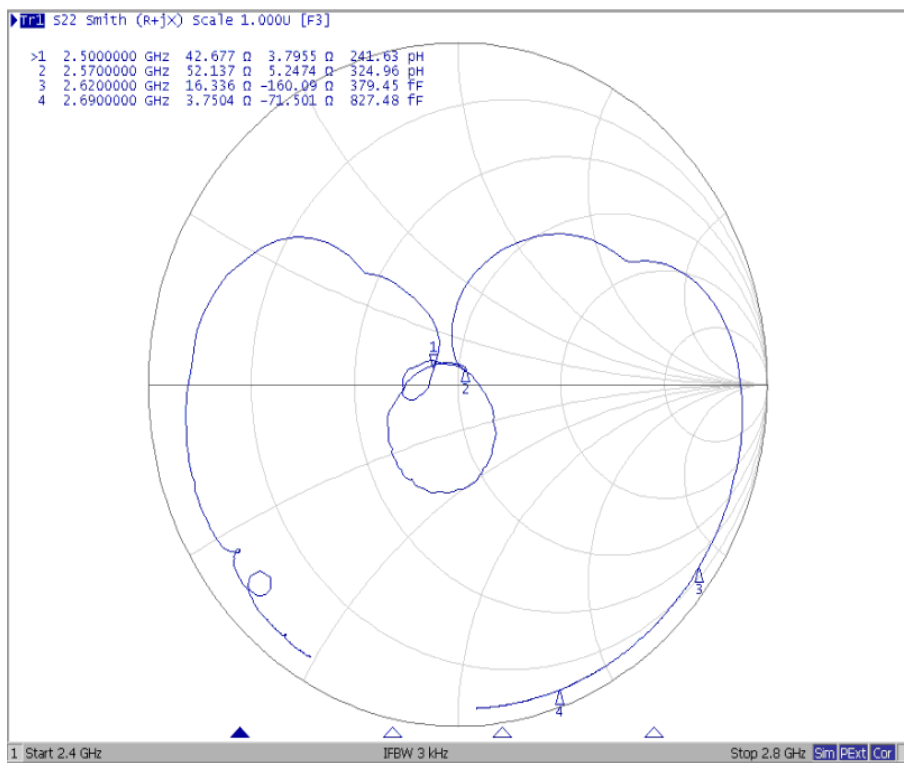 Tr1 S22 Smith (R+jX) Scale 1.000U [F3]
>1 2.5000000 GHz 42.677 Ω 3.7955 Ω 241.63 pH
2 2.5700000 GHz 52.137 Ω 5.2474 Ω 324.96 pH
3 2.6200000 GHz 16.336 Ω -160.09 Ω 379.45 fF
4 2.6900000 GHz 3.7504 Ω -71.501 Ω 827.48 fF
1
2
3
4
1 Start 2.4 GHz IFBW 3 kHz Stop 2.8 GHz Sim PExt Cor